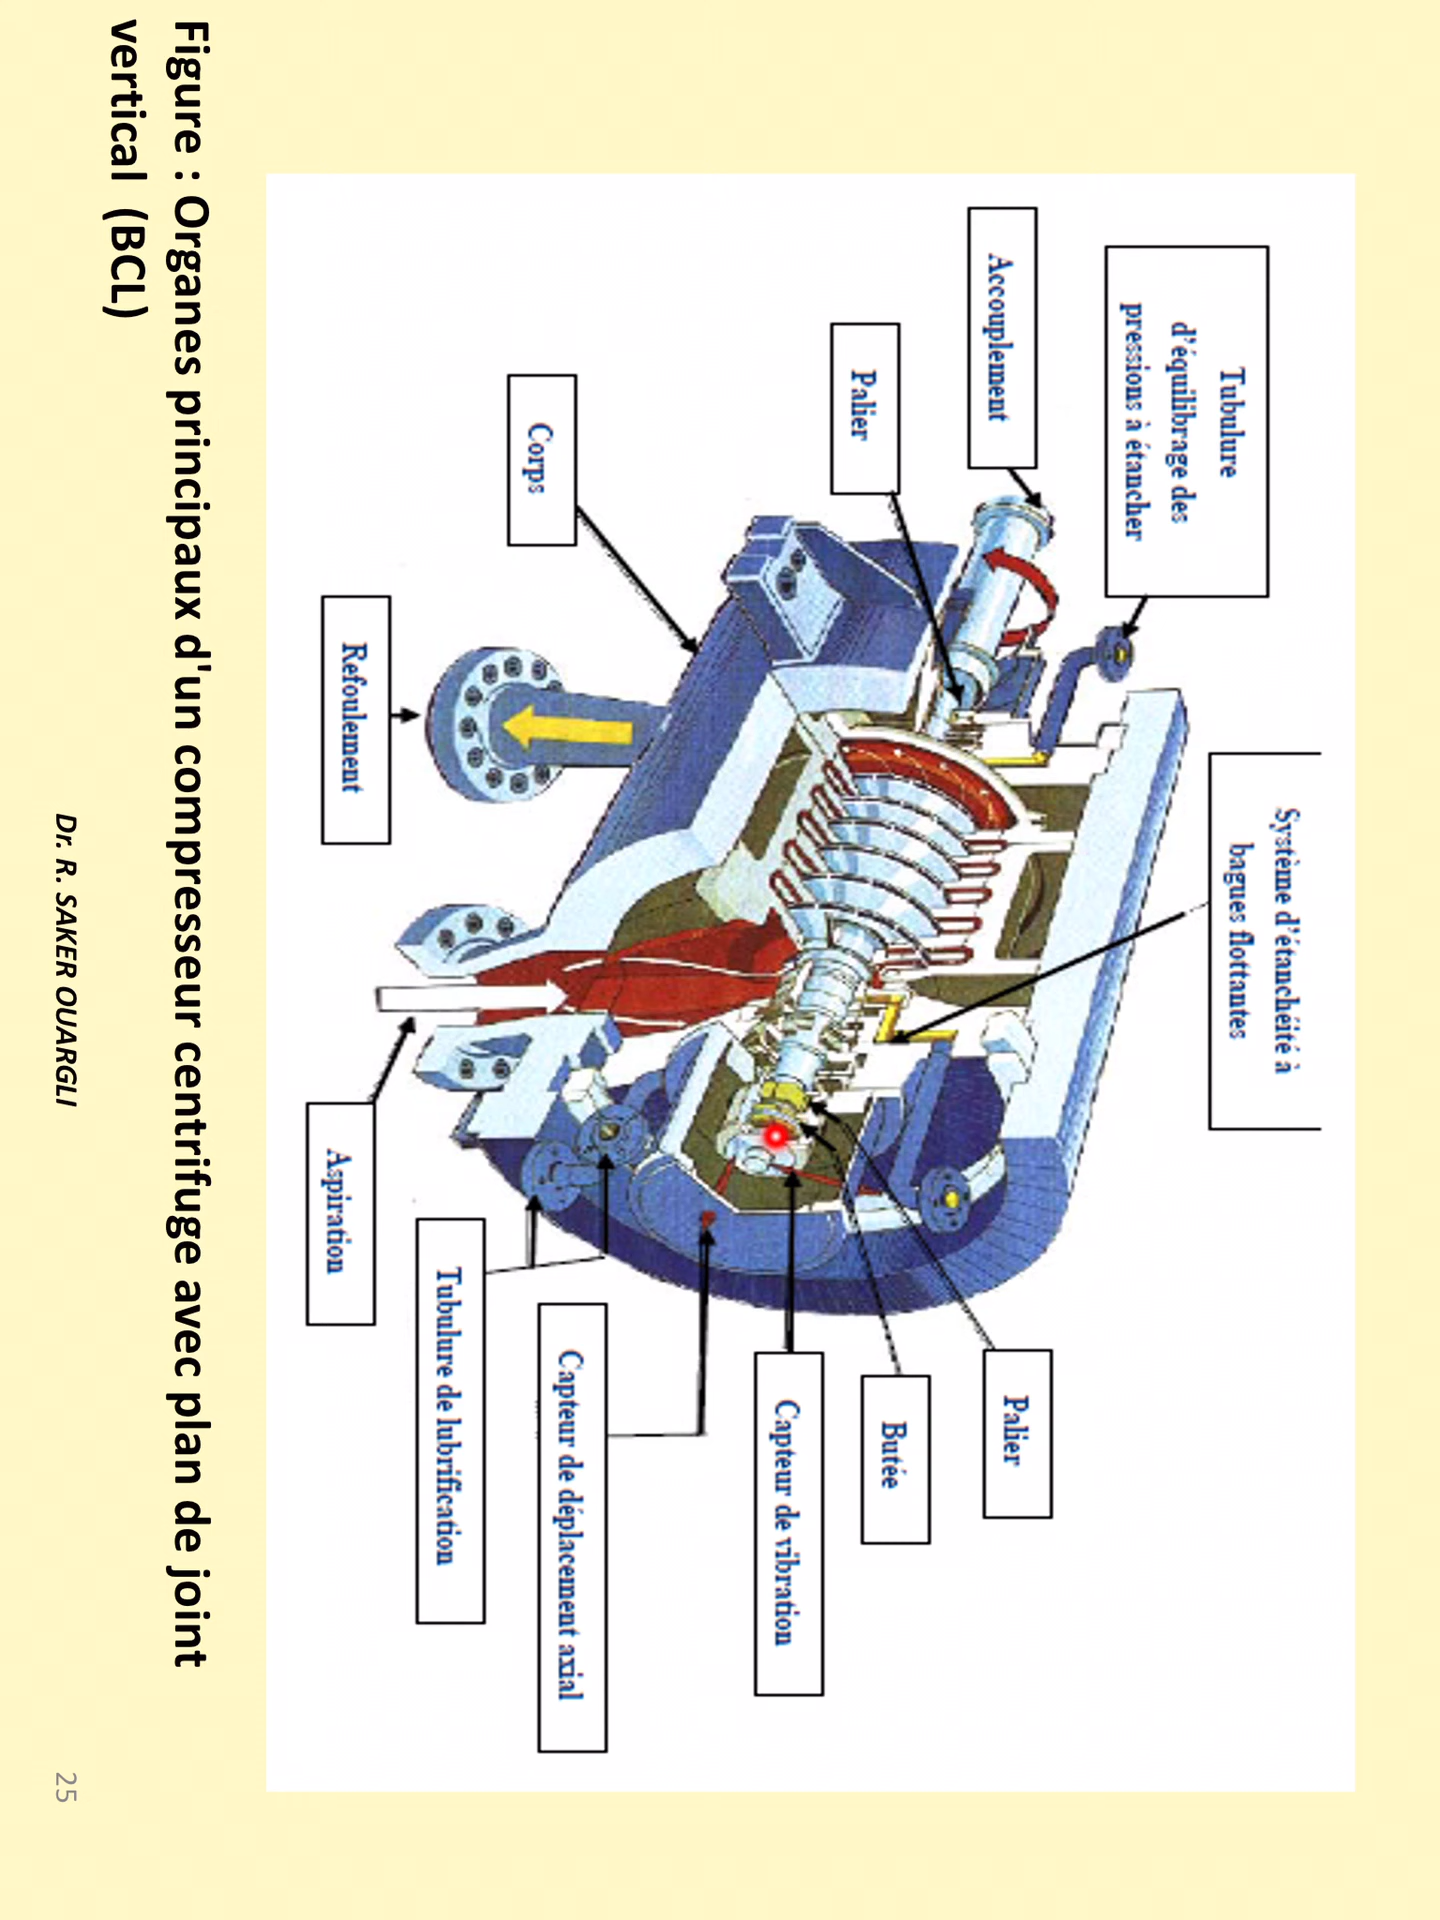 Tubulure
d'équilibrage des
pressions à étancher
Système d'étanchéité à
bagues flottantes
Accouplement
Palier
Palier
Butée
Capteur de vibration
Corps
Capteur de déplacement axial
Tubulure de lubrification
Refoulement
Aspiration
Figure : Organes principaux d'un compresseur centrifuge avec plan de joint
vertical (BCL)
Dr. R. SAKER OUARGLI
25